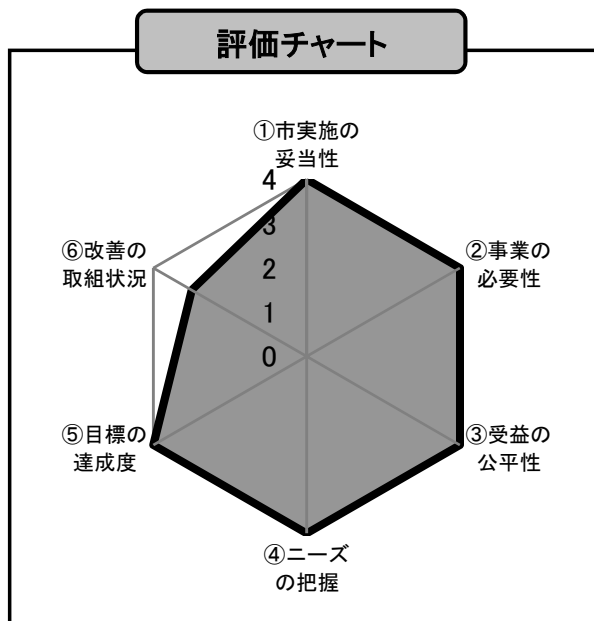 評価チャート
①市実施の
妥当性
4
3
2
1
0
②事業の
必要性
③受益の
公平性
④ニーズ
の把握
⑤目標の
達成度
⑥改善の
取組状況